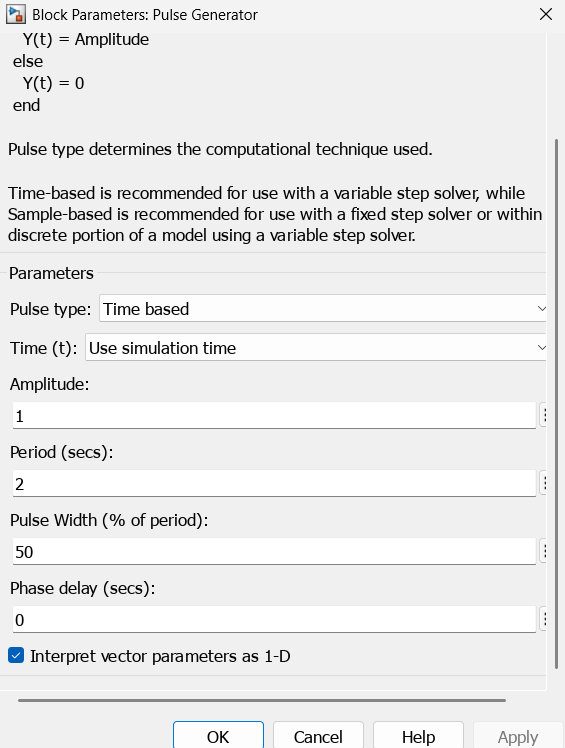 Block Parameters: Pulse Generator
Y(t) = Amplitude
else
Y(t) = 0
end
Pulse type determines the computational technique used.
Time-based is recommended for use with a variable step solver, while
Sample-based is recommended for use with a fixed step solver or within
discrete portion of a model using a variable step solver.
Parameters
Pulse type: Time based
Time (t): Use simulation time
Amplitude:
1
Period (secs):
2
Pulse Width (% of period):
50
Phase delay (secs):
0
Interpret vector parameters as 1-D
OK Cancel Help Apply